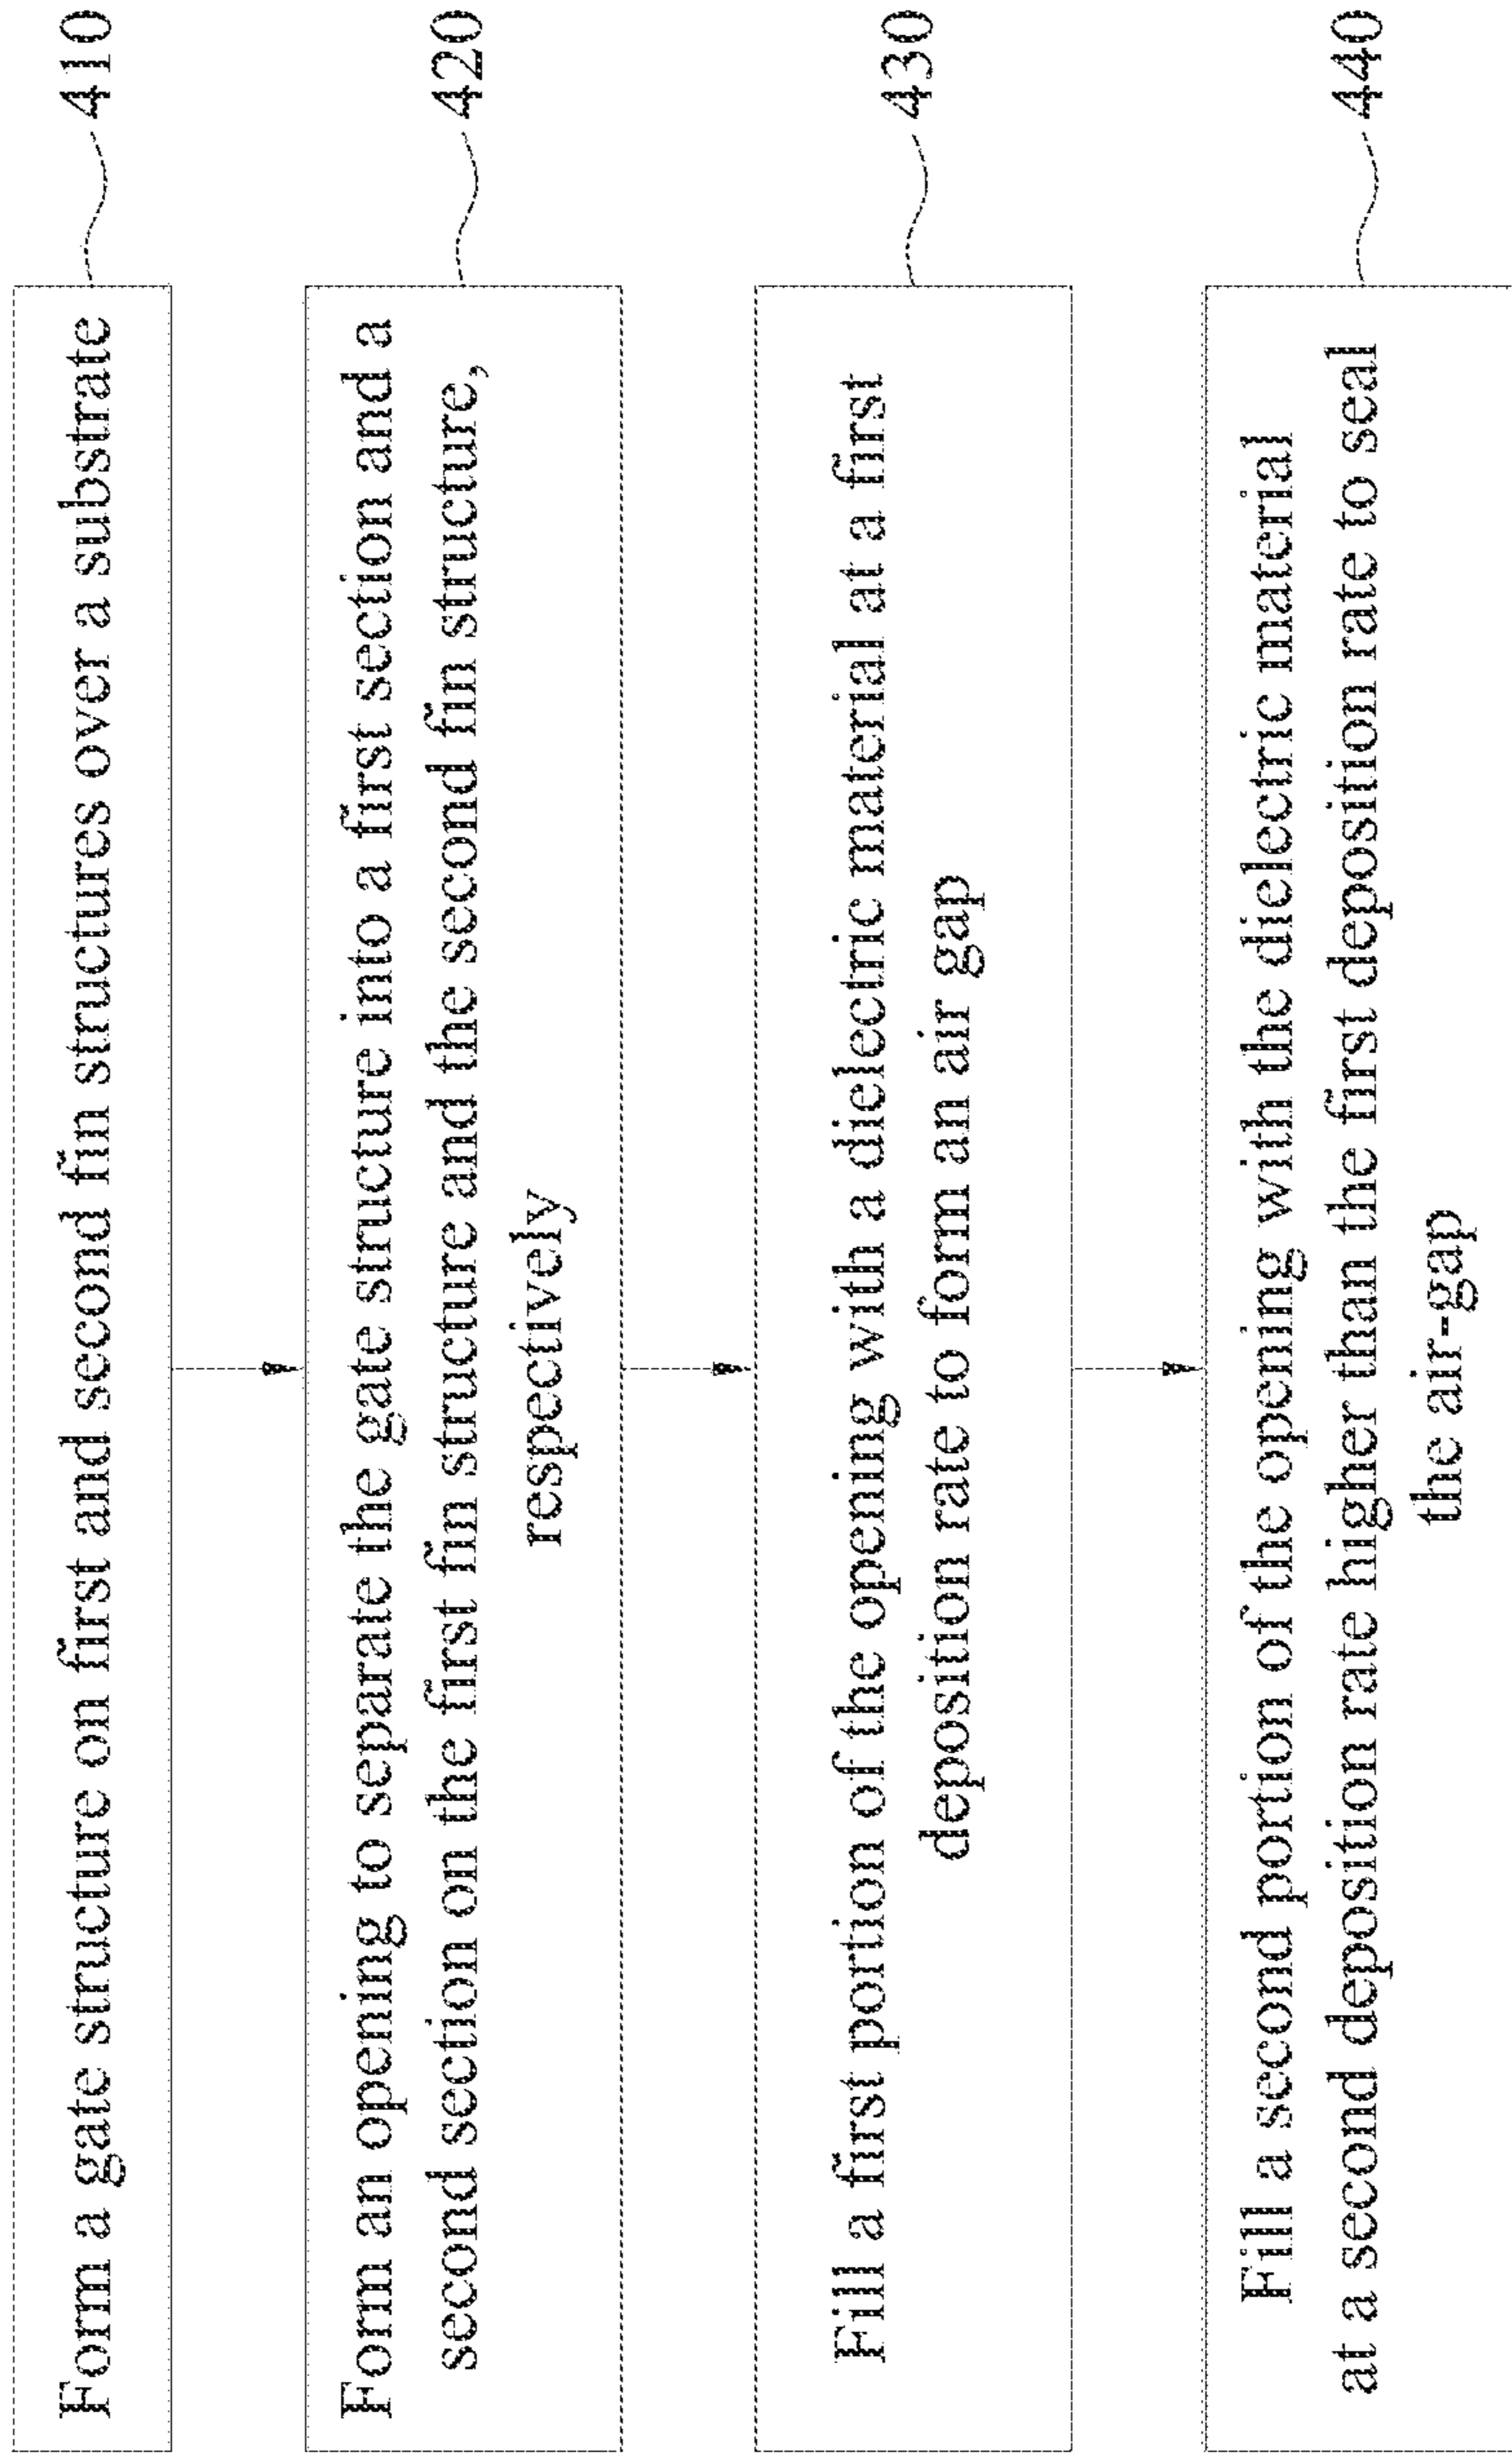 Form a gate structure on first and second fin structures over a substrate
410
Form an opening to separate the gate structure into a first section and a
second section on the first fin structure and the second fin structure,
respectively
420
Fill a first portion of the opening with a dielectric material at a first
deposition rate to form an air gap
430
Fill a second portion of the opening with the dielectric material
at a second deposition rate higher than the first deposition rate to seal
the air-gap
440